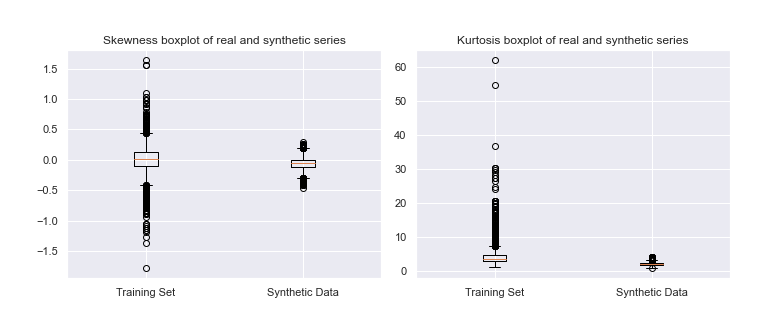 Skewness boxplot of real and synthetic series
1.5
1.0
0.5
0.0
−0.5
−1.0
−1.5
Training Set
Synthetic Data
Kurtosis boxplot of real and synthetic series
60
50
40
30
20
10
0
Training Set
Synthetic Data